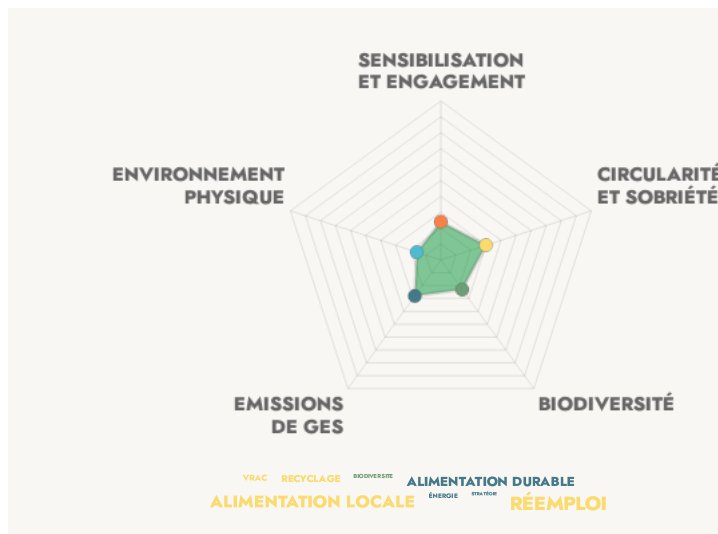 SENSIBILISATION
ET ENGAGEMENT
ENVIRONNEMENT
PHYSIQUE
CIRCULARITÉ
ET SOBRIÉTÉ
EMISSIONS
DE GES
BIODIVERSITÉ
VRAC RECYCLAGE BIODIVERSITE ALIMENTATION DURABLE
ALIMENTATION LOCALE ÉNERGIE STRATÉGIE RÉEMPLOI